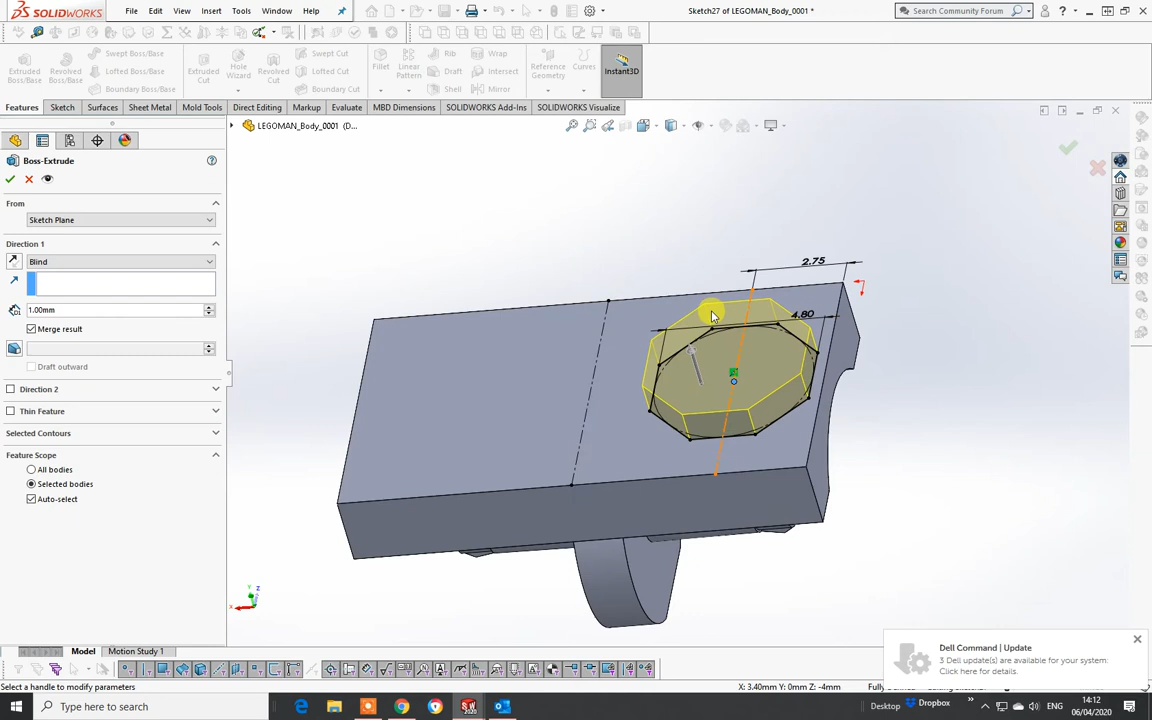 SOLIDWORKS File Edit View Insert Tools Window Help Sketch27 of LEGOMAN_Body_0001 * Search Community Forum
Extruded Boss/Base Revolved Boss/Base Swept Boss/Base Lofted Boss/Base Boundary Boss/Base Extruded Cut Hole Wizard Revolved Cut Swept Cut Lofted Cut Boundary Cut Fillet Linear Pattern Rib Draft Shell Wrap Intersect Mirror Reference Geometry Curves Instant3D
Features Sketch Surfaces Sheet Metal Mold Tools Direct Editing Markup Evaluate MBD Dimensions SOLIDWORKS Add-Ins SOLIDWORKS Visualize
LEGOMAN_Body_0001 (D...
Boss-Extrude
From
Sketch Plane
Direction 1
Blind
1.00mm
Merge result
Draft outward
Direction 2
Thin Feature
Selected Contours
Feature Scope
All bodies
Selected bodies
Auto-select
2.75
4.80
Y
Z
X
Dell Command | Update
3 Dell update(s) are available for your system:
Click here for details.
Model Motion Study 1
Select a handle to modify parameters X: 3.40mm Y: 0mm Z: -4mm
Type here to search Desktop Dropbox ENG 14:12
06/04/2020